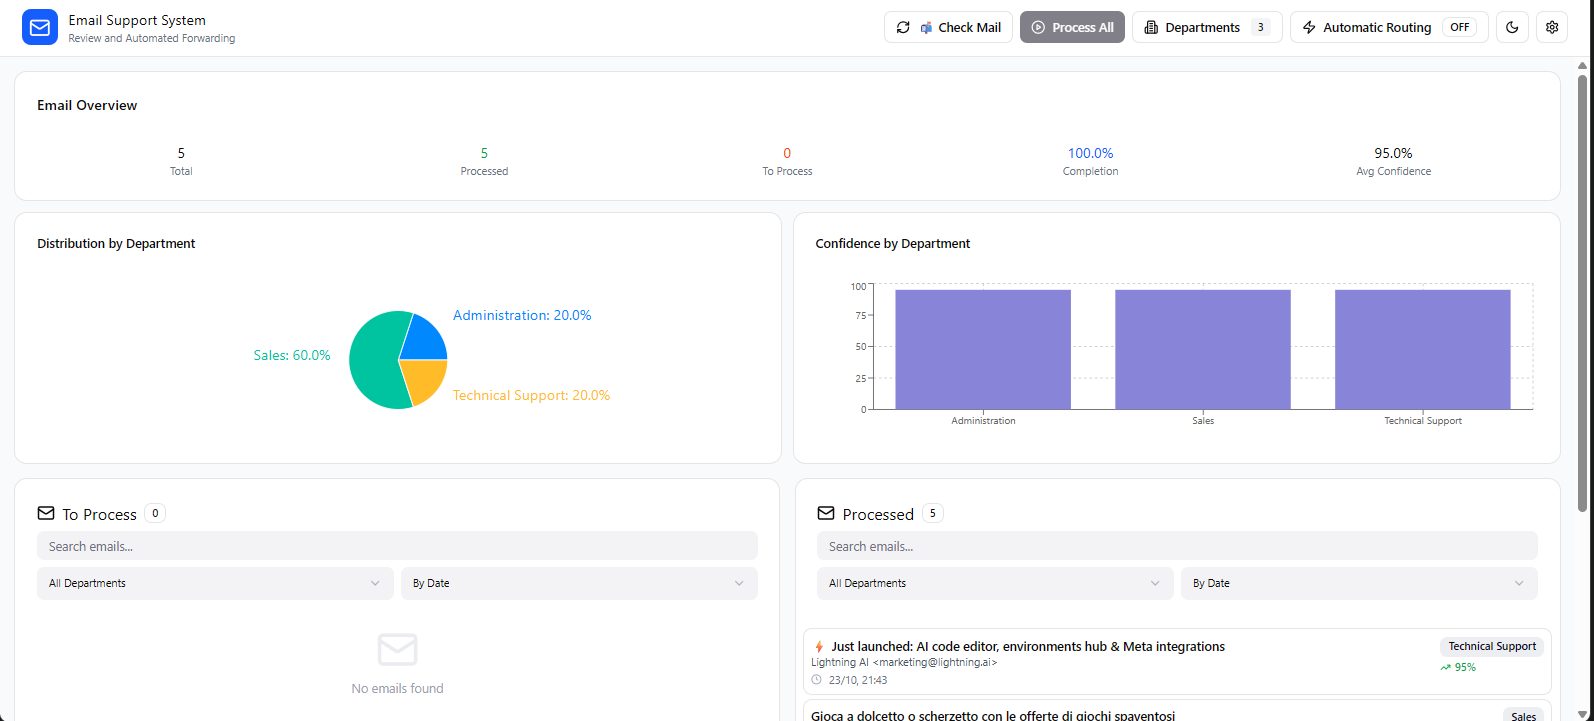 Email Support System
Review and Automated Forwarding
Check Mail
Process All
Departments 3
Automatic Routing OFF
Email Overview
5
Total
5
Processed
0
To Process
100.0%
Completion
95.0%
Avg Confidence
Distribution by Department
Administration: 20.0%
Sales: 60.0%
Technical Support: 20.0%
Confidence by Department
100
75
50
25
0
Administration
Sales
Technical Support
To Process 0
Search emails...
All Departments
By Date
No emails found
Processed 5
Search emails...
All Departments
By Date
Just launched: AI code editor, environments hub & Meta integrations
Technical Support
Lightning AI <marketing@lightning.ai>
95%
23/10, 21:43
Gioca a dolcetto o scherzetto con le offerte di giochi spaventosi
Sales